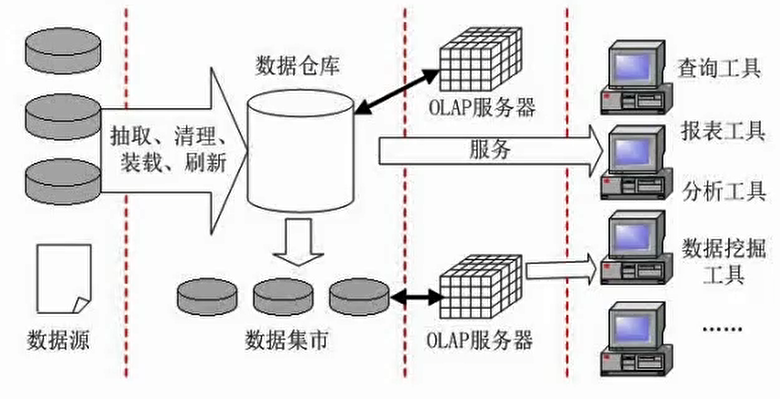 数据仓库
OLAP服务器
查询工具
抽取、清理、
装载、刷新
服务
报表工具
分析工具
数据挖掘
工具
数据源
数据集市
OLAP服务器
……